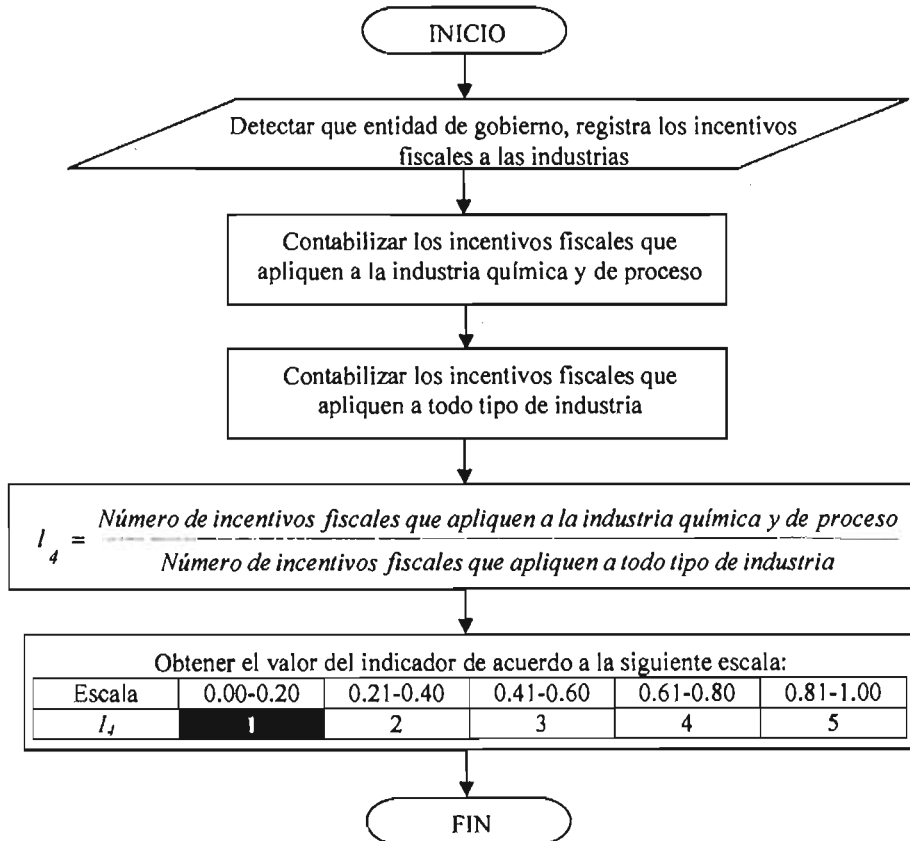 INICIO
Detectar que entidad de gobierno, registra los incentivos
fiscales a las industrias
Contabilizar los incentivos fiscales que
apliquen a la industria química y de proceso
Contabilizar los incentivos fiscales que
apliquen a todo tipo de industria
I_4 = Número de incentivos fiscales que apliquen a la industria química y de proceso
Número de incentivos fiscales que apliquen a todo tipo de industria
Obtener el valor del indicador de acuerdo a la siguiente escala:
Escala 0.00-0.20 0.21-0.40 0.41-0.60 0.61-0.80 0.81-1.00
I_4 1 2 3 4 5
FIN